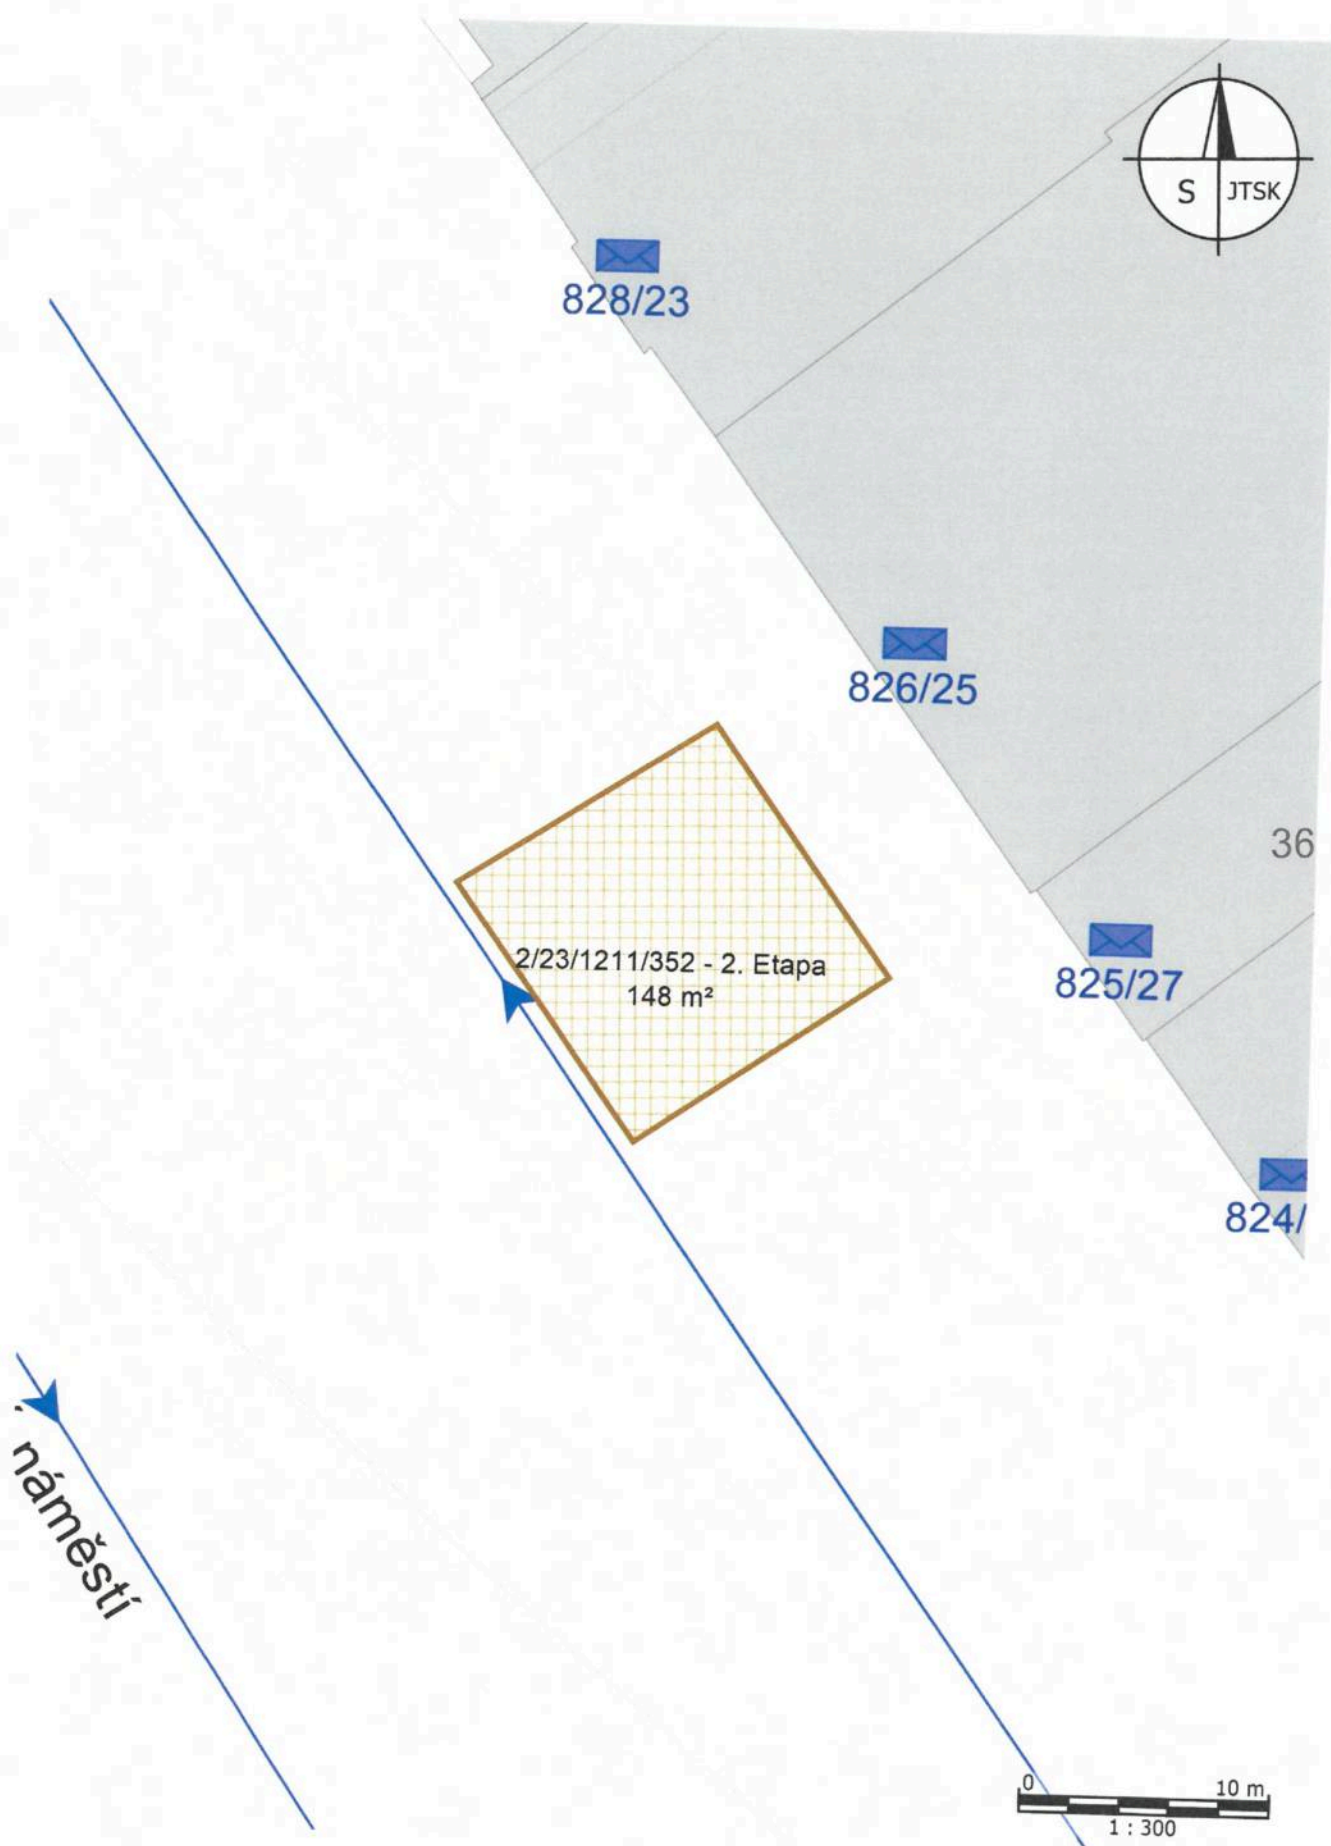 S JTSK
828/23
826/25
36
825/27
2/23/1211/352 - 2. Etapa
148 m²
824/
náměstí
0 10 m
1 : 300